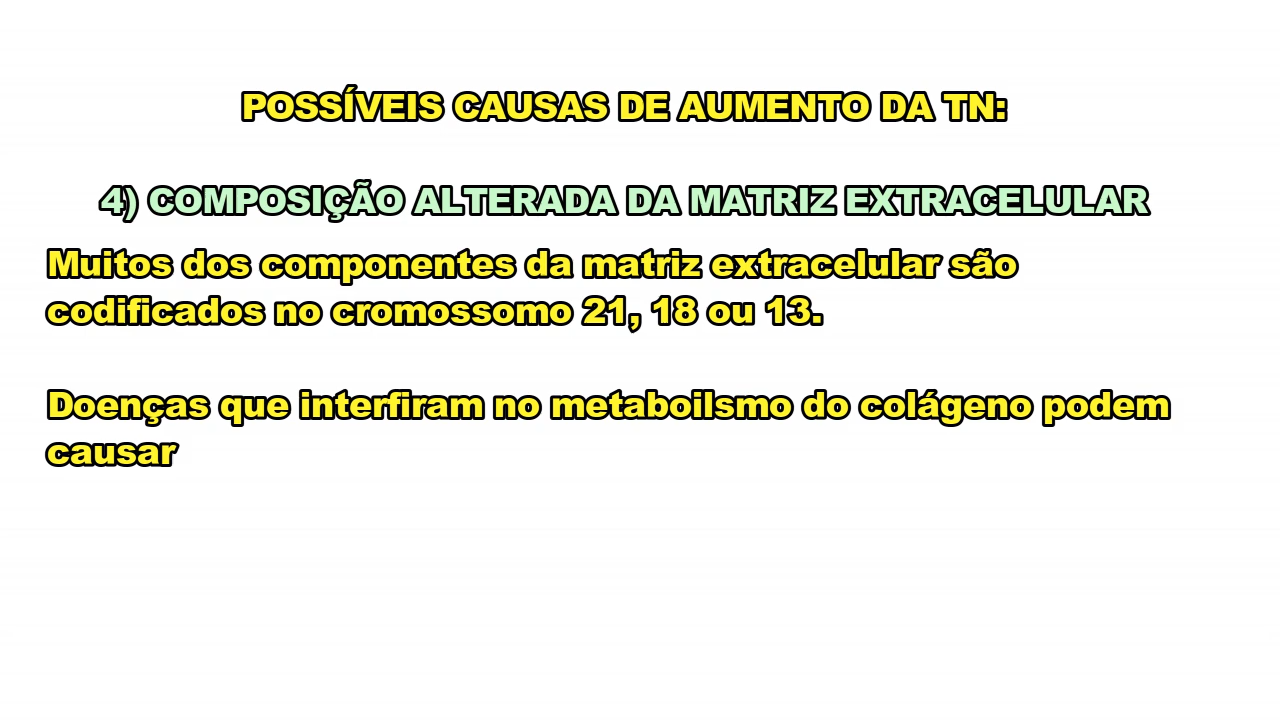 POSSÍVEIS CAUSAS DE AUMENTO DA TN:
4) COMPOSIÇÃO ALTERADA DA MATRIZ EXTRACELULAR
Muitos dos componentes da matriz extracelular são
codificados no cromossomo 21, 18 ou 13.
Doenças que interfiram no metaboilsmo do colágeno podem
causar